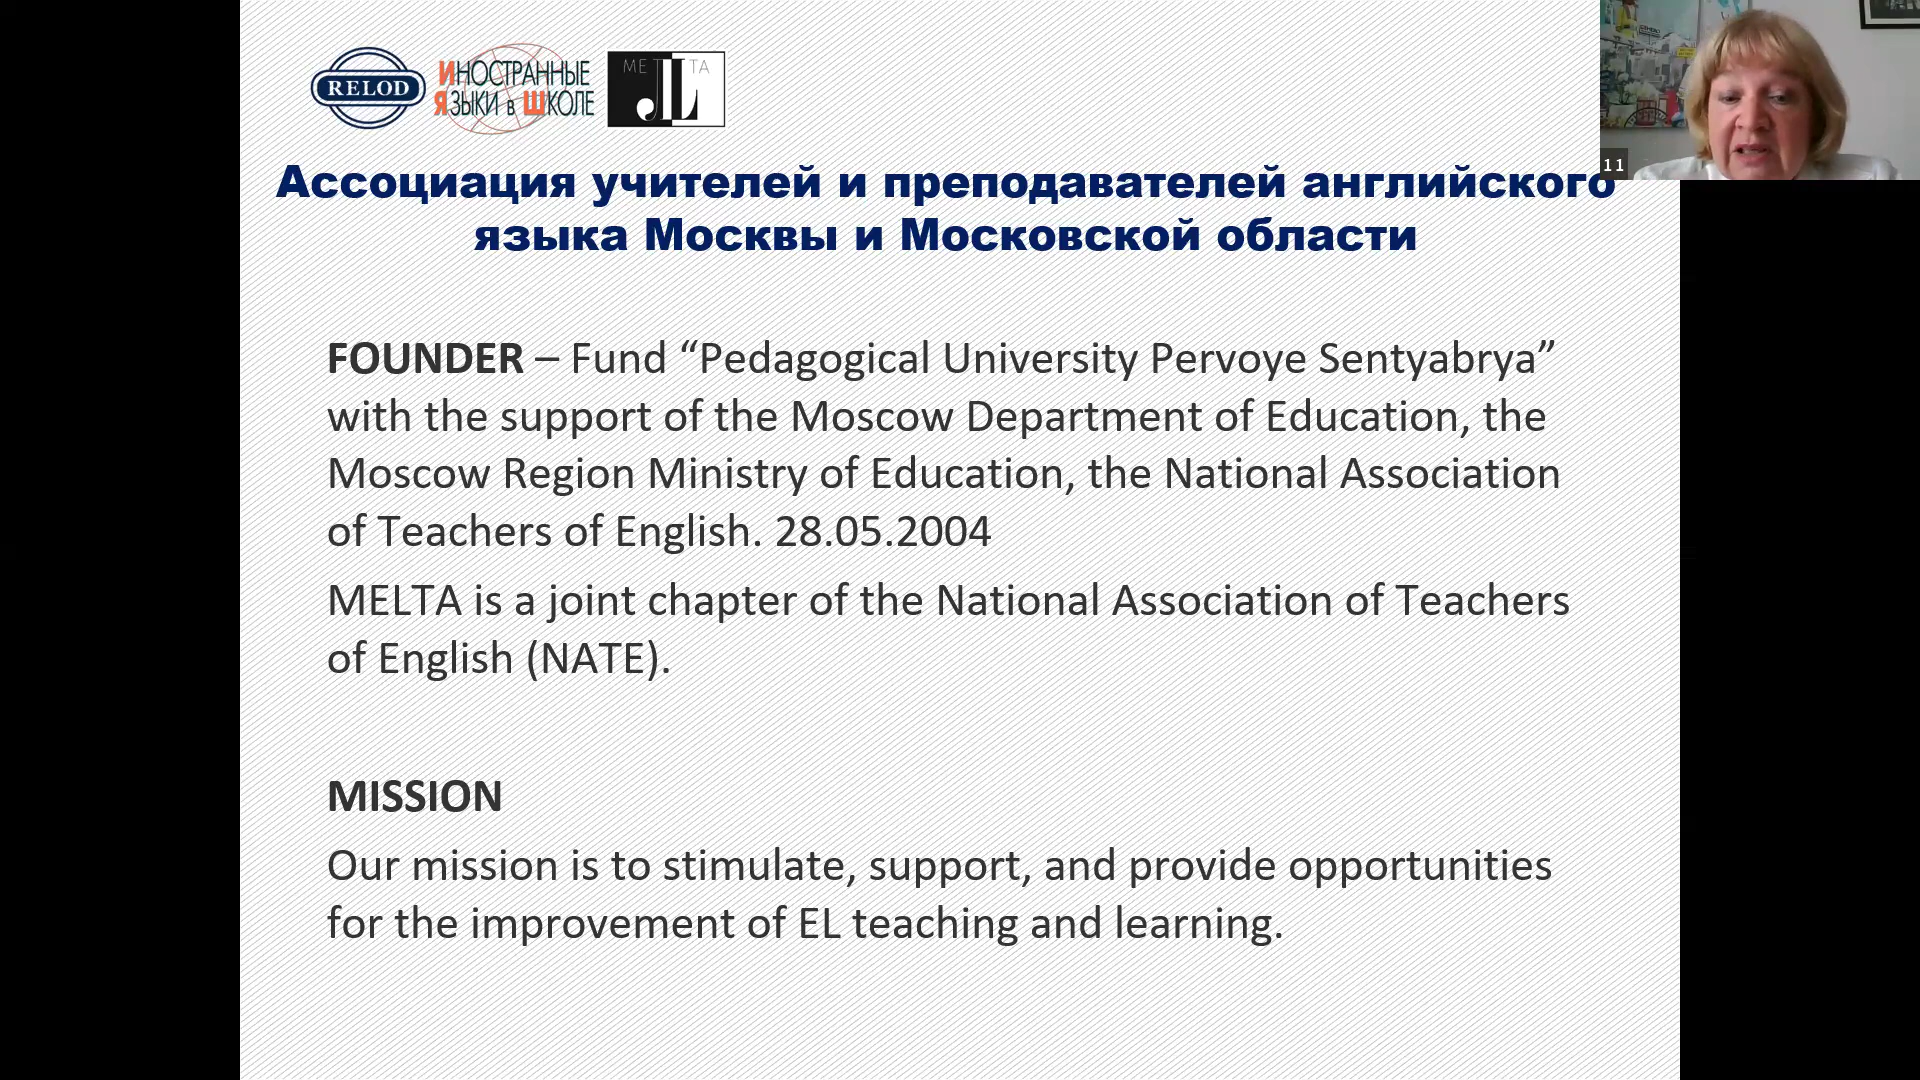 RELOD
ИНОСТРАННЫЕ
ЯЗЫКИ в ШКОЛЕ
ME TA
JL
11
Ассоциация учителей и преподавателей английского
языка Москвы и Московской области
FOUNDER – Fund “Pedagogical University Pervoye Sentyabrya”
with the support of the Moscow Department of Education, the
Moscow Region Ministry of Education, the National Association
of Teachers of English. 28.05.2004
MELTA is a joint chapter of the National Association of Teachers
of English (NATE).
MISSION
Our mission is to stimulate, support, and provide opportunities
for the improvement of EL teaching and learning.